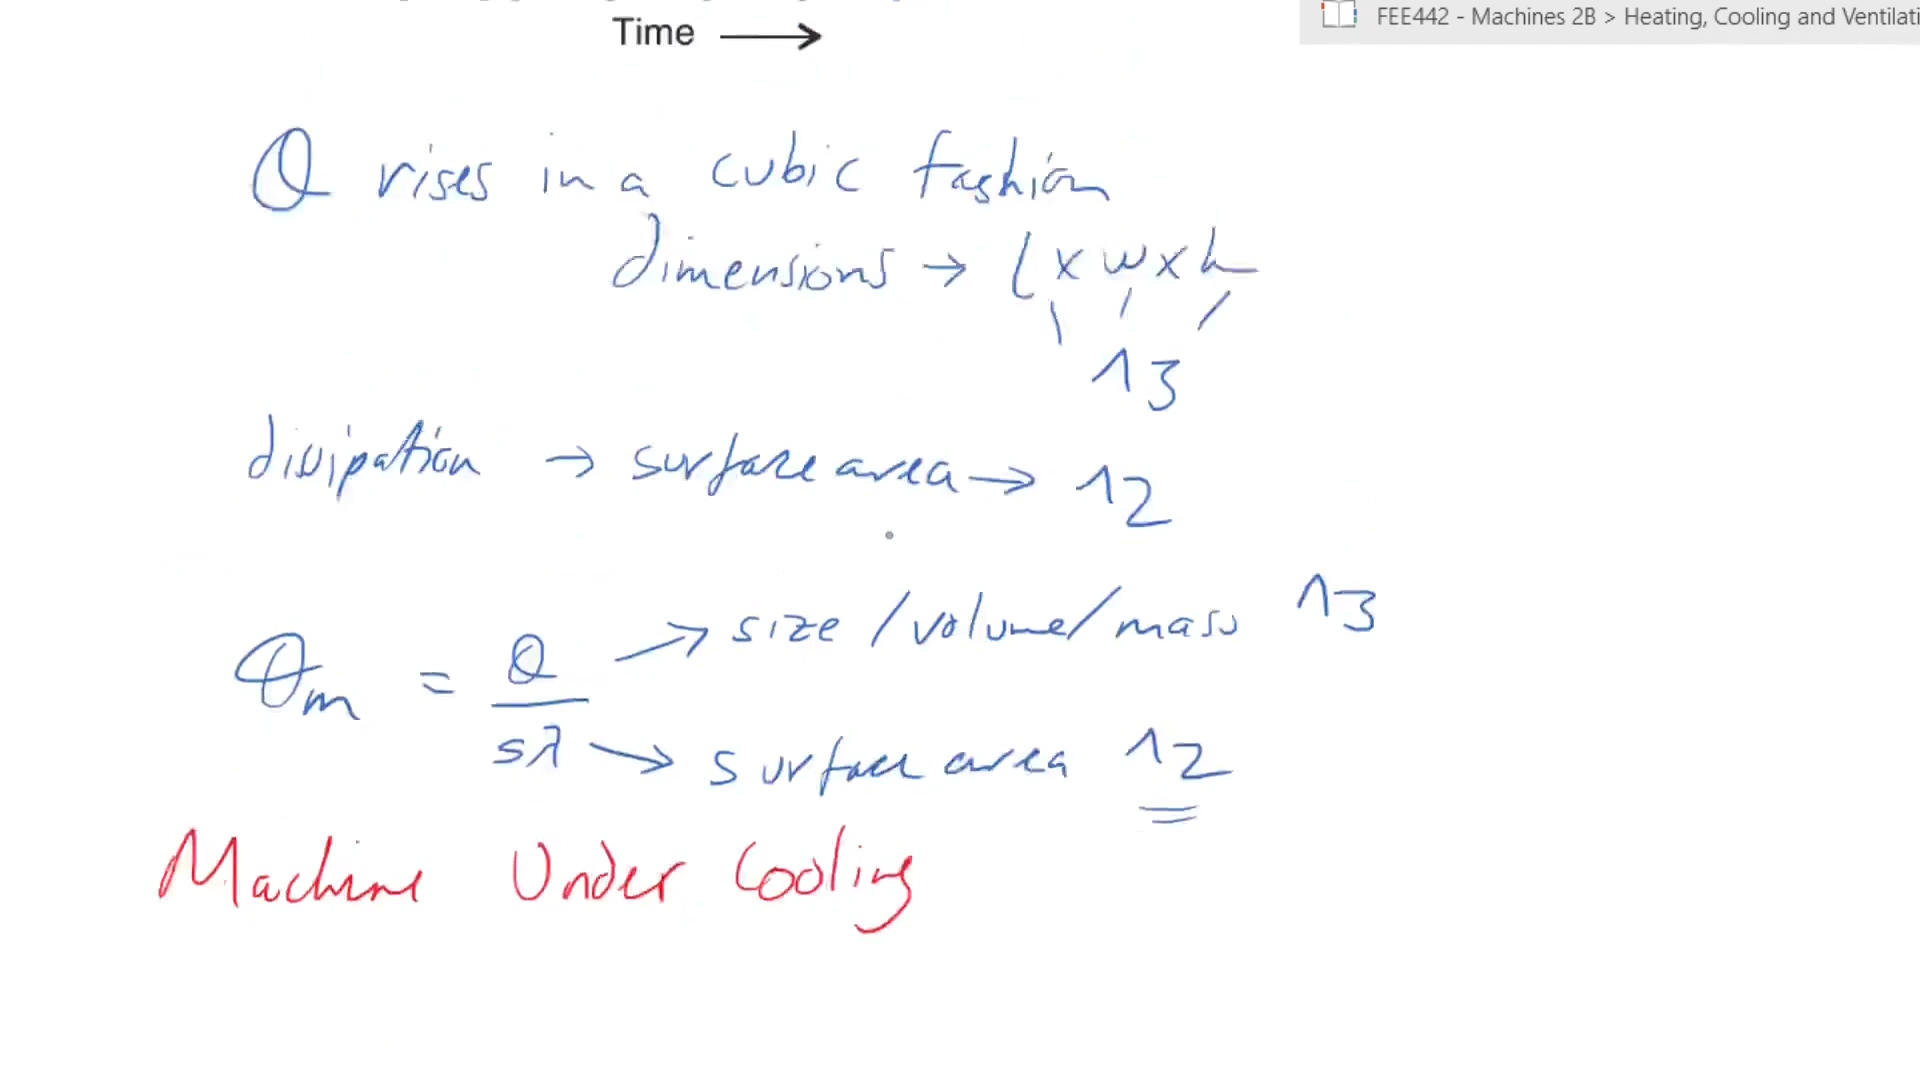 Time →
FEE442 - Machines 2B > Heating, Cooling and Ventilati
Q rises in a cubic fashion
dimensions → l x w x h
^3
dissipation → surface area → ^2
θm = Q / sλ
→ size / volume / mass ^3
→ surface area ^2
Machine Under Cooling